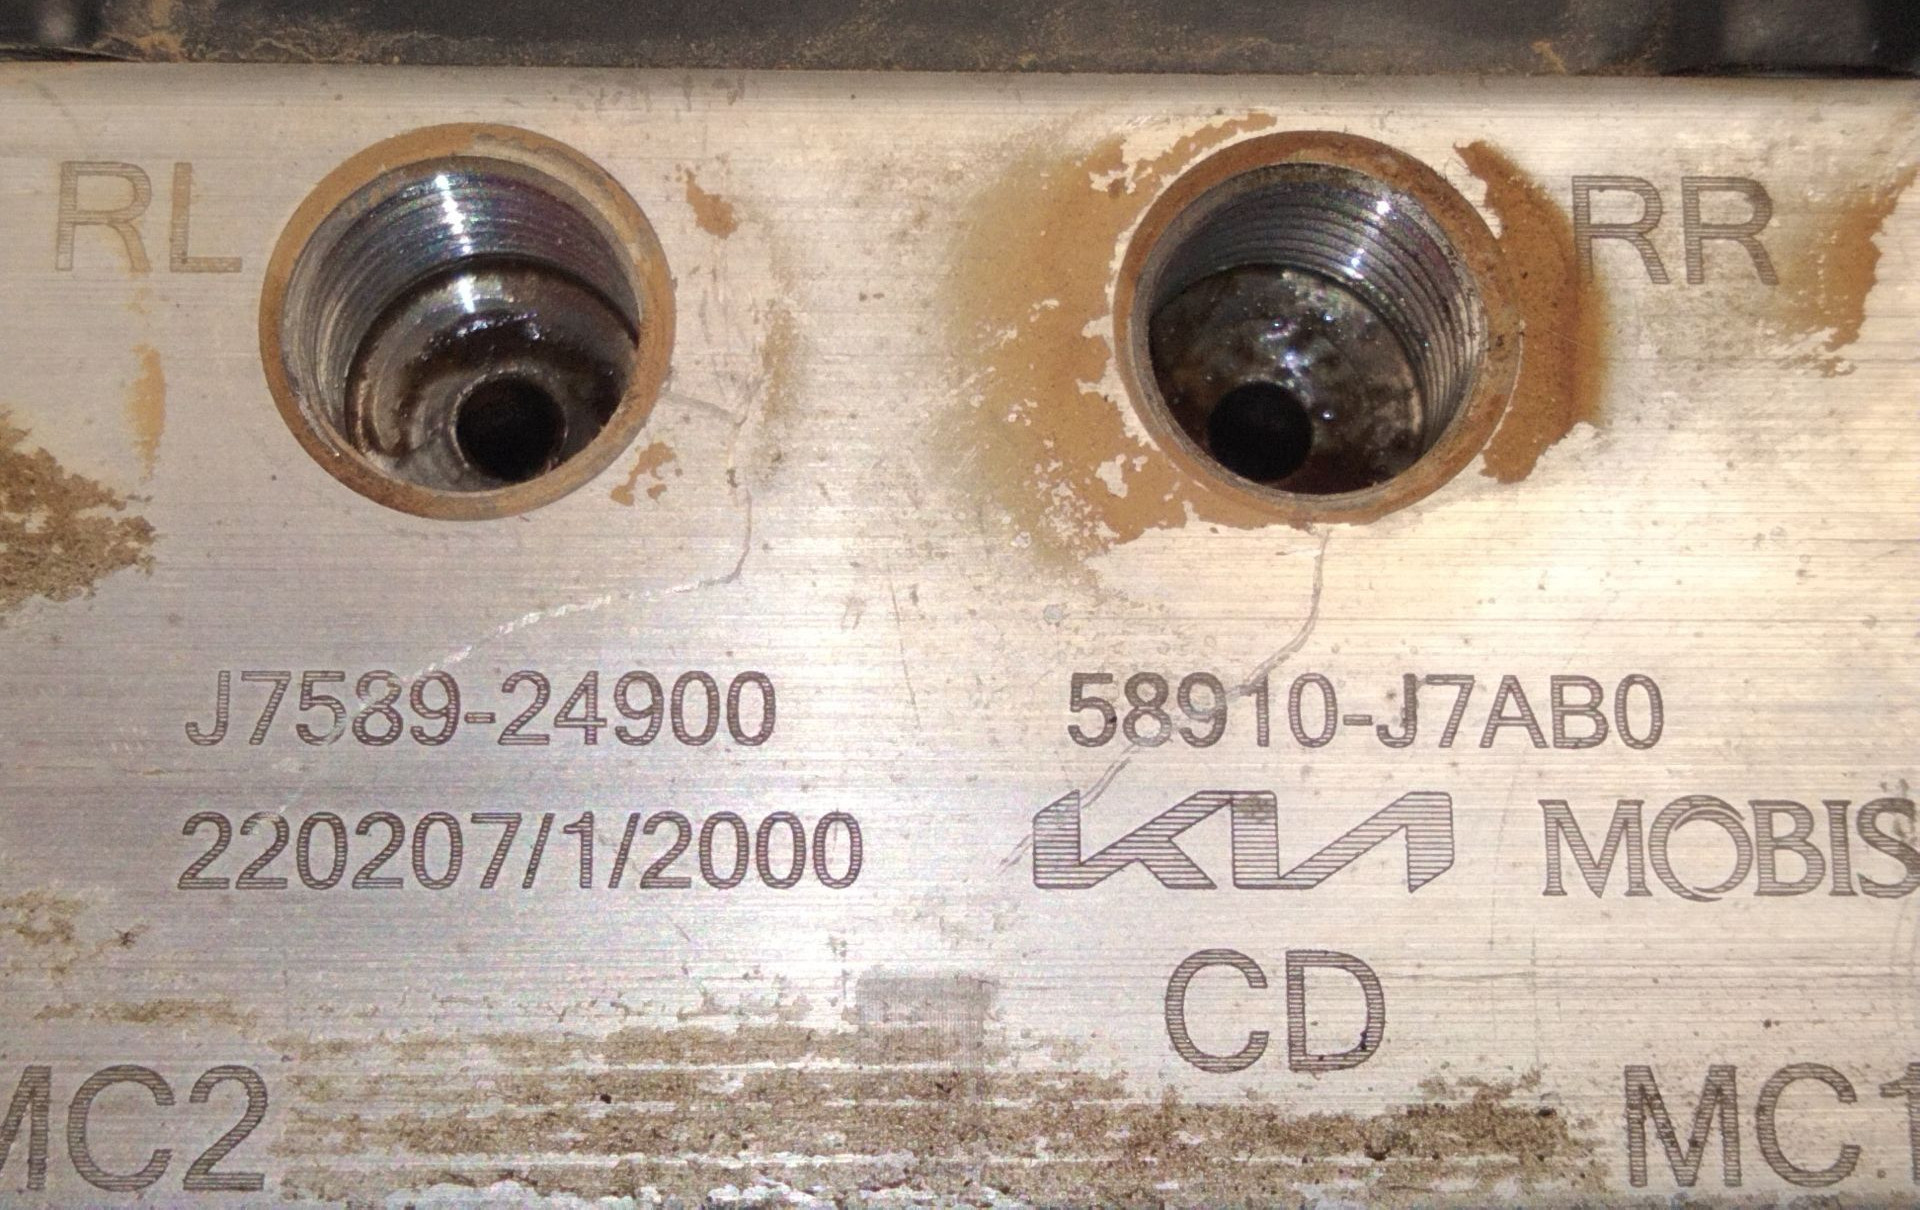 RL RR
J7589-24900 58910-J7AB0
220207/1/2000 KIA MOBIS
CD
MC2 MC1